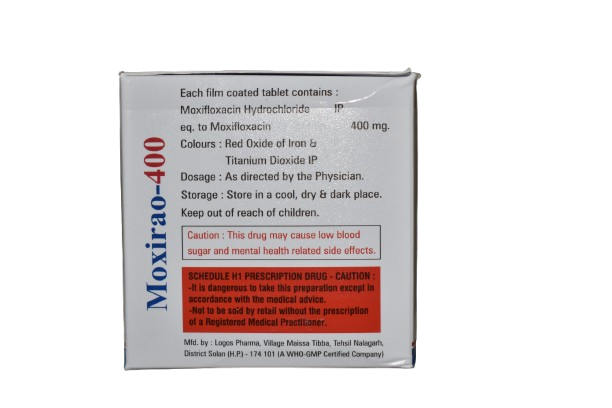 Moxirao-400
Each film coated tablet contains :
Moxifloxacin Hydrochloride IP
eq. to Moxifloxacin 400 mg.
Colours : Red Oxide of Iron &
Titanium Dioxide IP
Dosage : As directed by the Physician.
Storage : Store in a cool, dry & dark place.
Keep out of reach of children.
Caution : This drug may cause low blood
sugar and mental health related side effects.
SCHEDULE H1 PRESCRIPTION DRUG - CAUTION :
-It is dangerous to take this preparation except in
accordance with the medical advice.
-Not to be sold by retail without the prescription
of a Registered Medical Practitioner.
Mfd. by : Logos Pharma, Village Maissa Tibba, Tehsil Nalagarh,
District Solan (H.P.) - 174 101 (A WHO-GMP Certified Company)